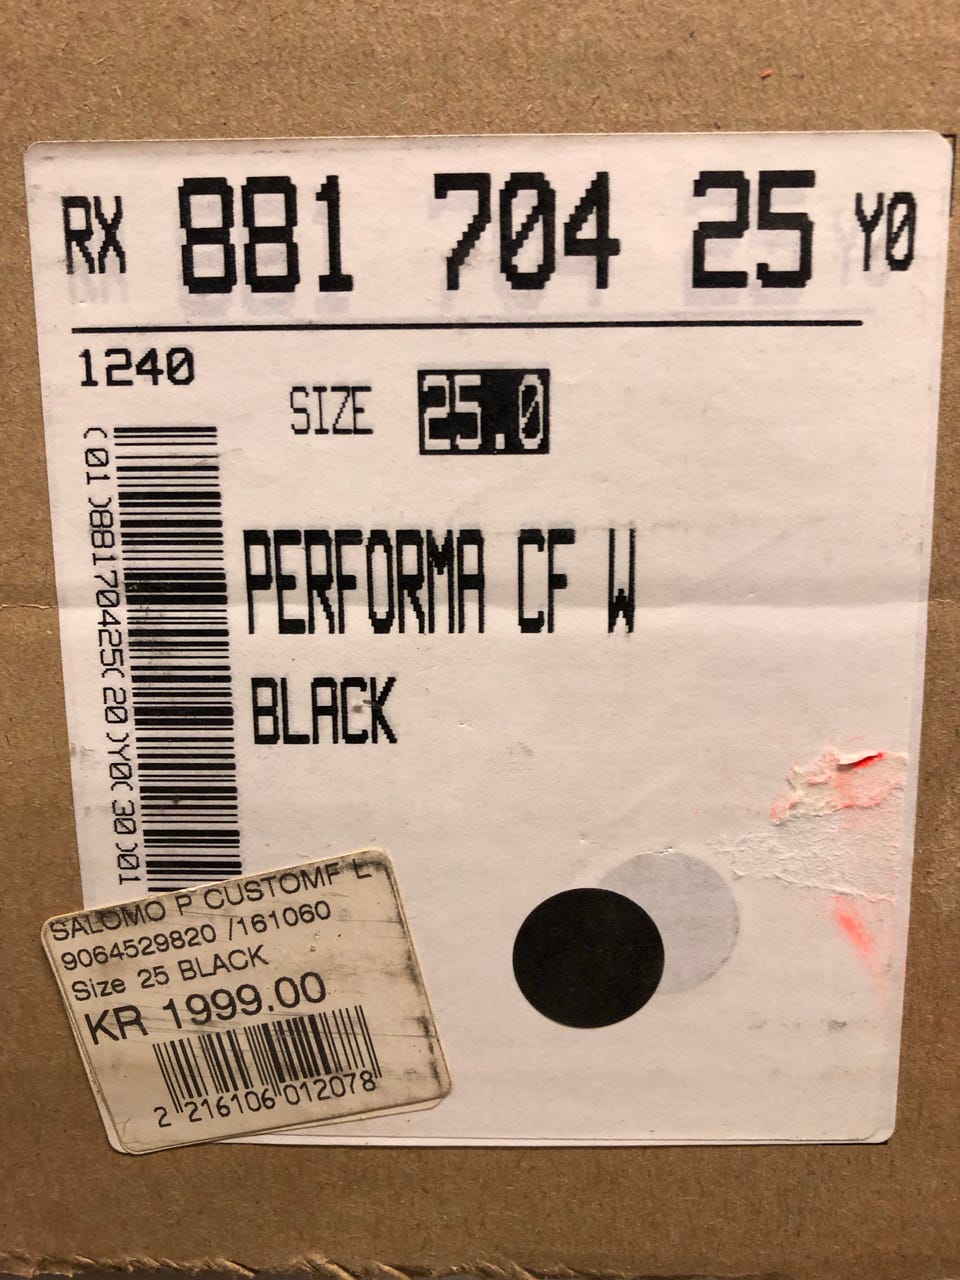 RX 881 704 25 Y0
1240
SIZE 25.0
(01)88170425(20)Y0(30)01
PERFORMA CF W
BLACK
SALOMO P CUSTOMF L
9064529820 /161060
Size 25 BLACK
KR 1999.00
2 216106 012078